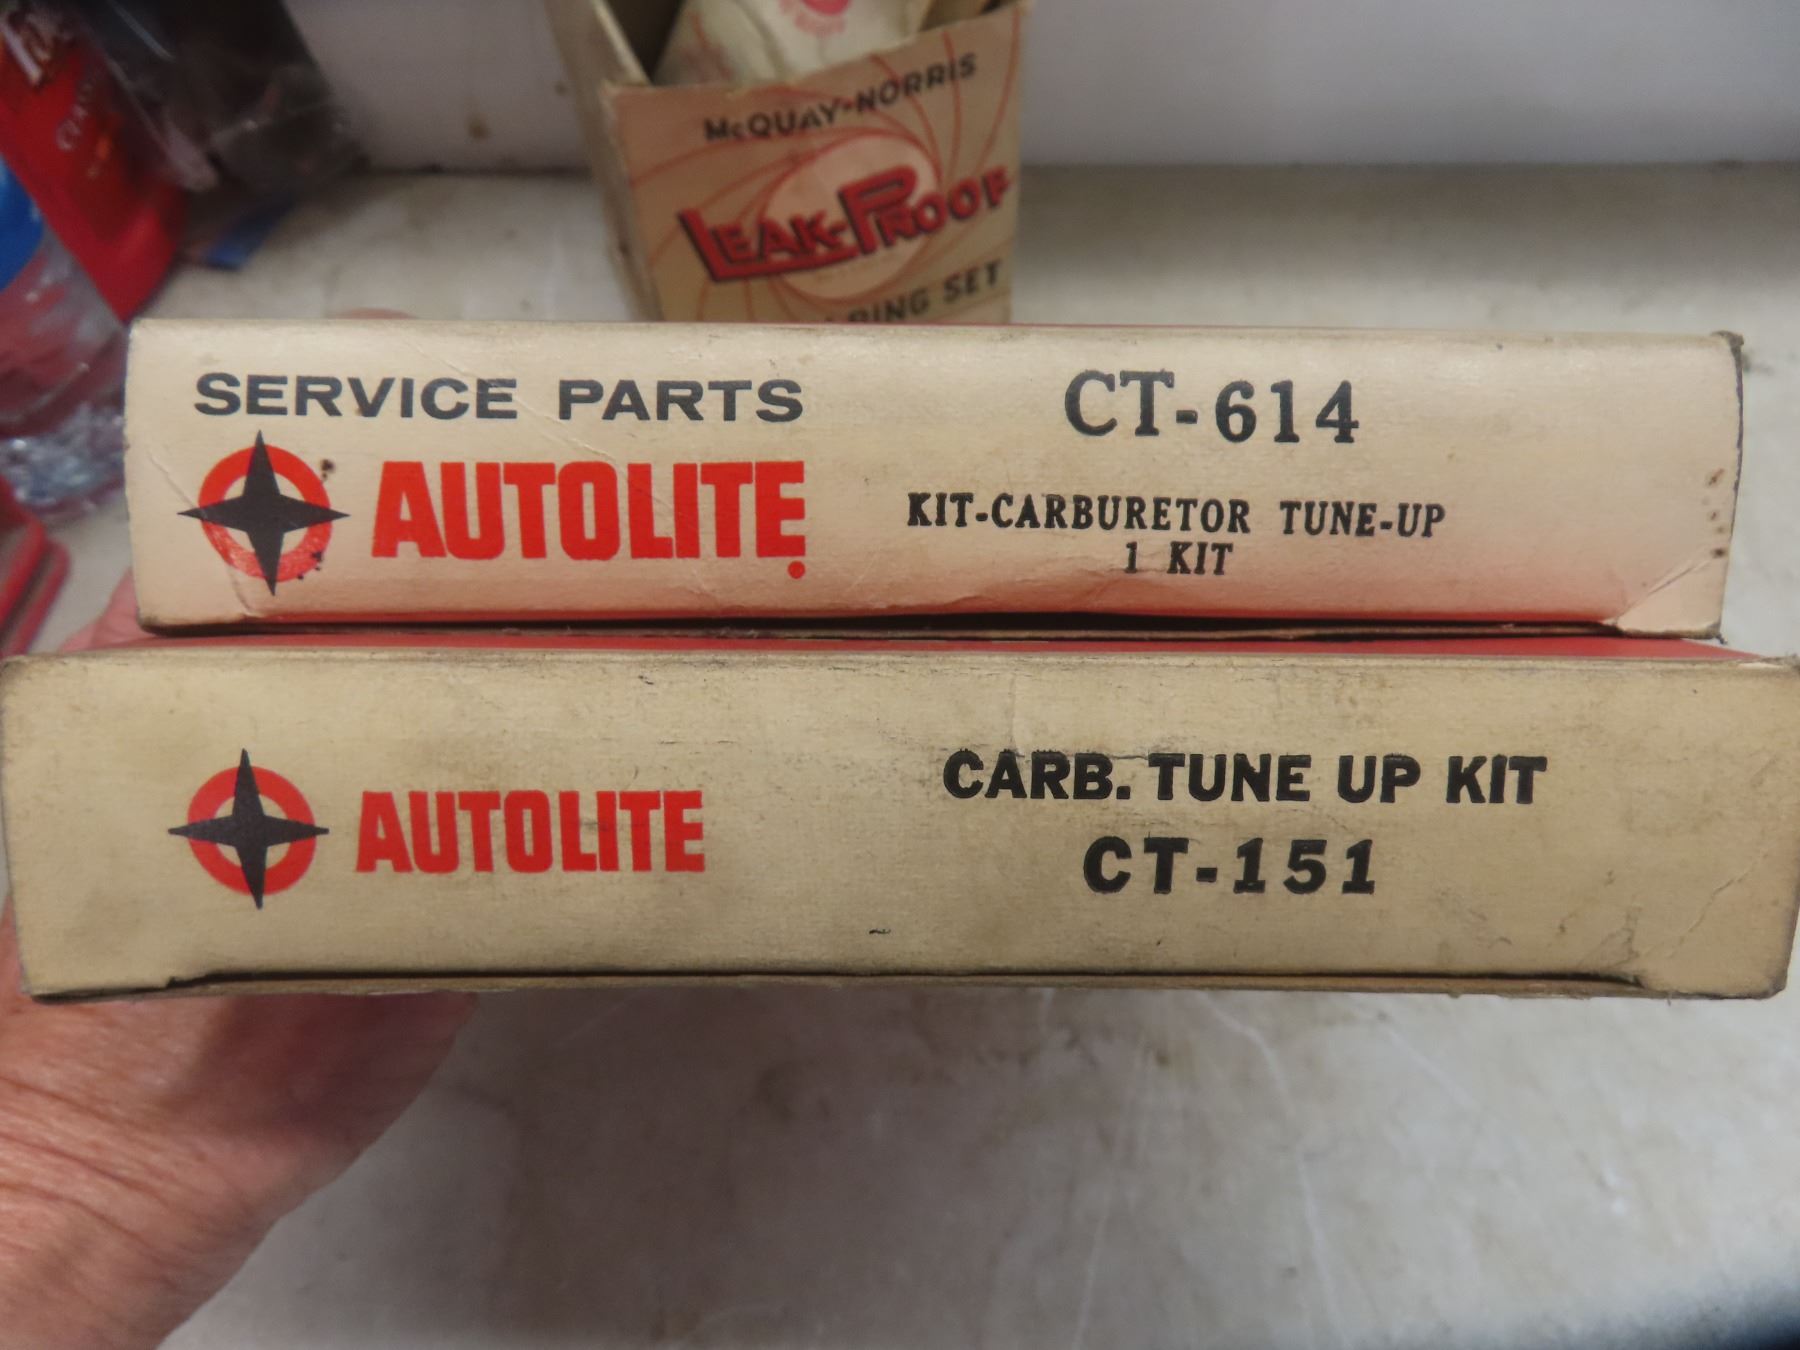 McQUAY-NORRIS
LEAK-PROOF
RING SET
SERVICE PARTS
AUTOLITE
CT-614
KIT-CARBURETOR TUNE-UP
1 KIT
AUTOLITE
CARB. TUNE UP KIT
CT-151